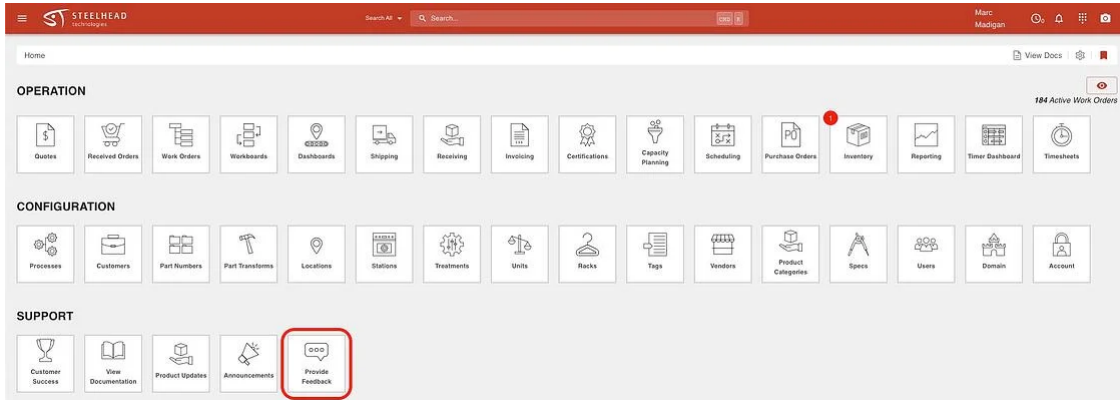 STEELHEAD
technologies
Search All
Search...
Marc
Madigan
Home
View Docs
OPERATION
184 Active Work Orders
1
Quotes
Received Orders
Work Orders
Workboards
Dashboards
Shipping
Receiving
Invoicing
Certifications
Capacity
Planning
Scheduling
PO
Purchase Orders
Inventory
Reporting
Timer Dashboard
Timesheets
CONFIGURATION
Processes
Customers
Part Numbers
Part Transforms
Locations
Stations
Treatments
Units
Racks
Tags
Vendors
Product
Categories
Specs
Users
Domain
Account
SUPPORT
Customer
Success
View
Documentation
Product Updates
Announcements
Provide
Feedback